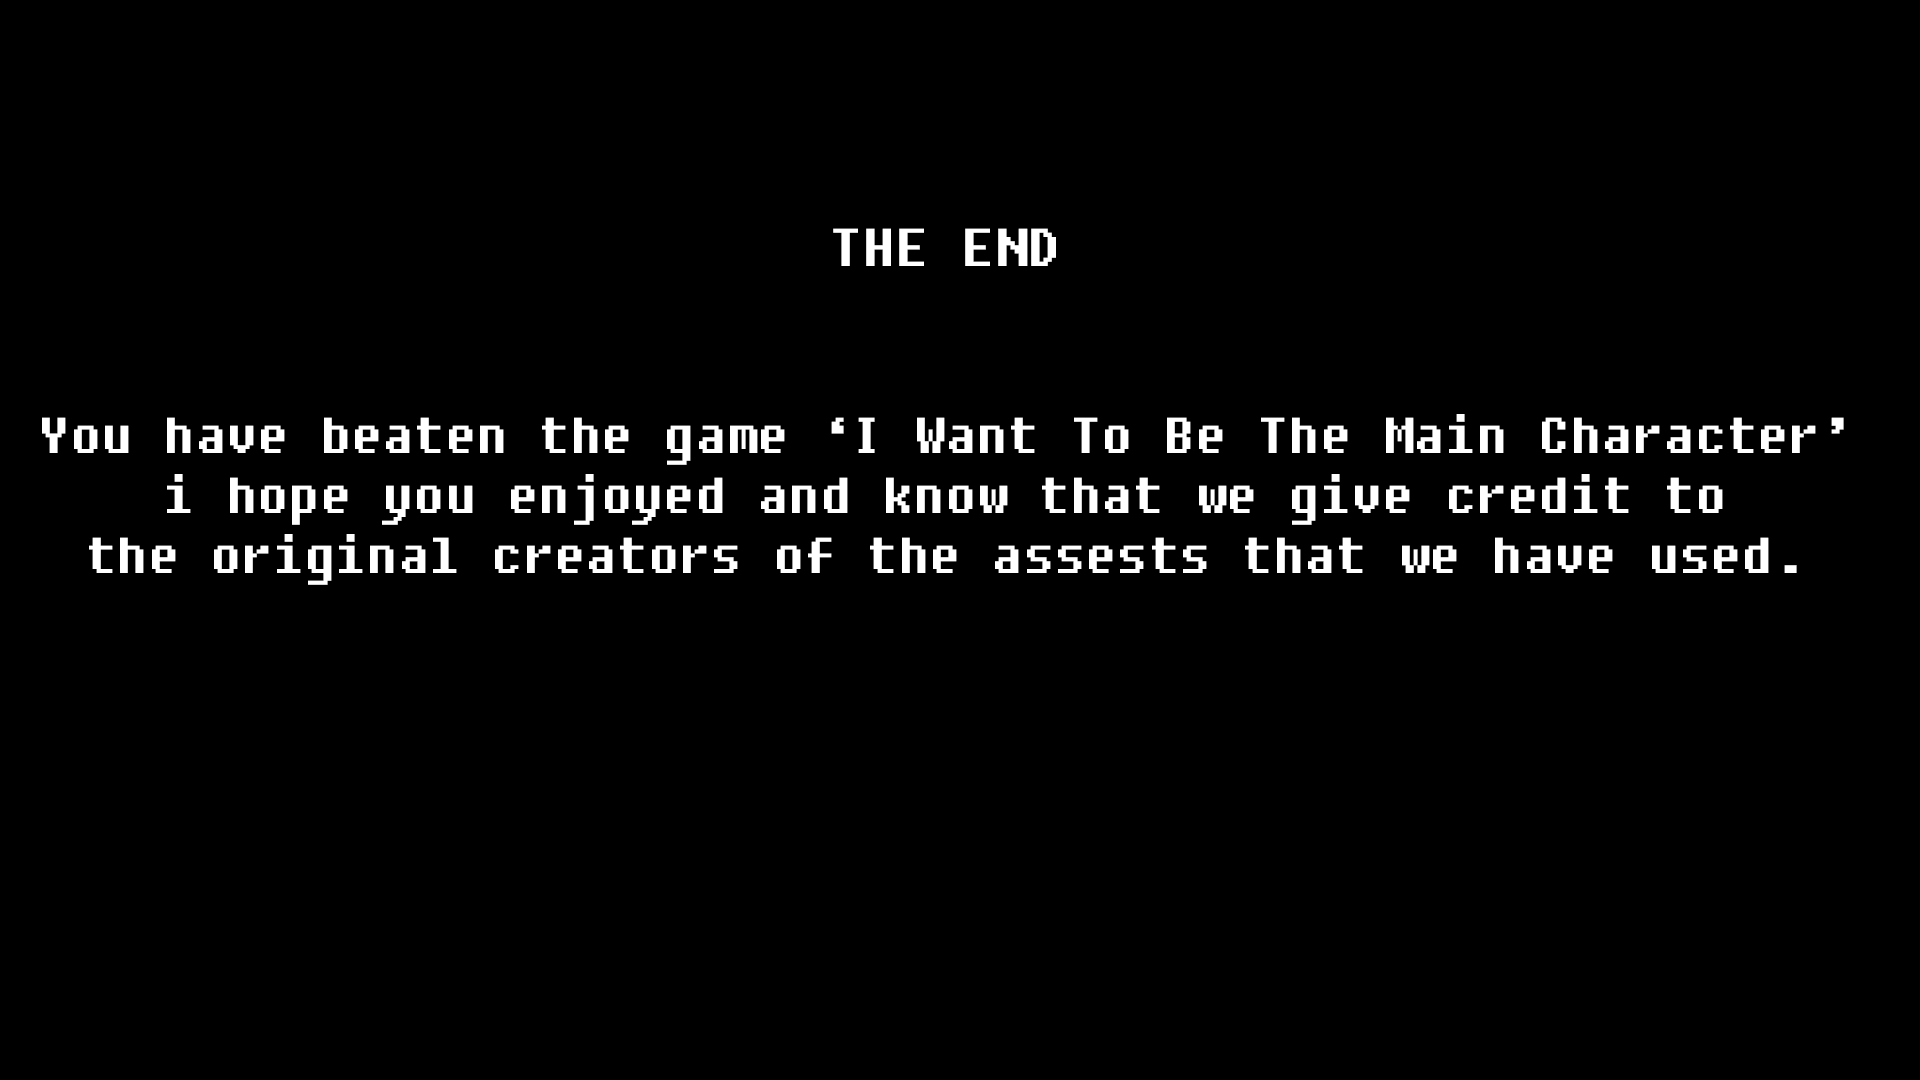 THE END
You have beaten the game ‘I Want To Be The Main Character’
i hope you enjoyed and know that we give credit to
the original creators of the assests that we have used.